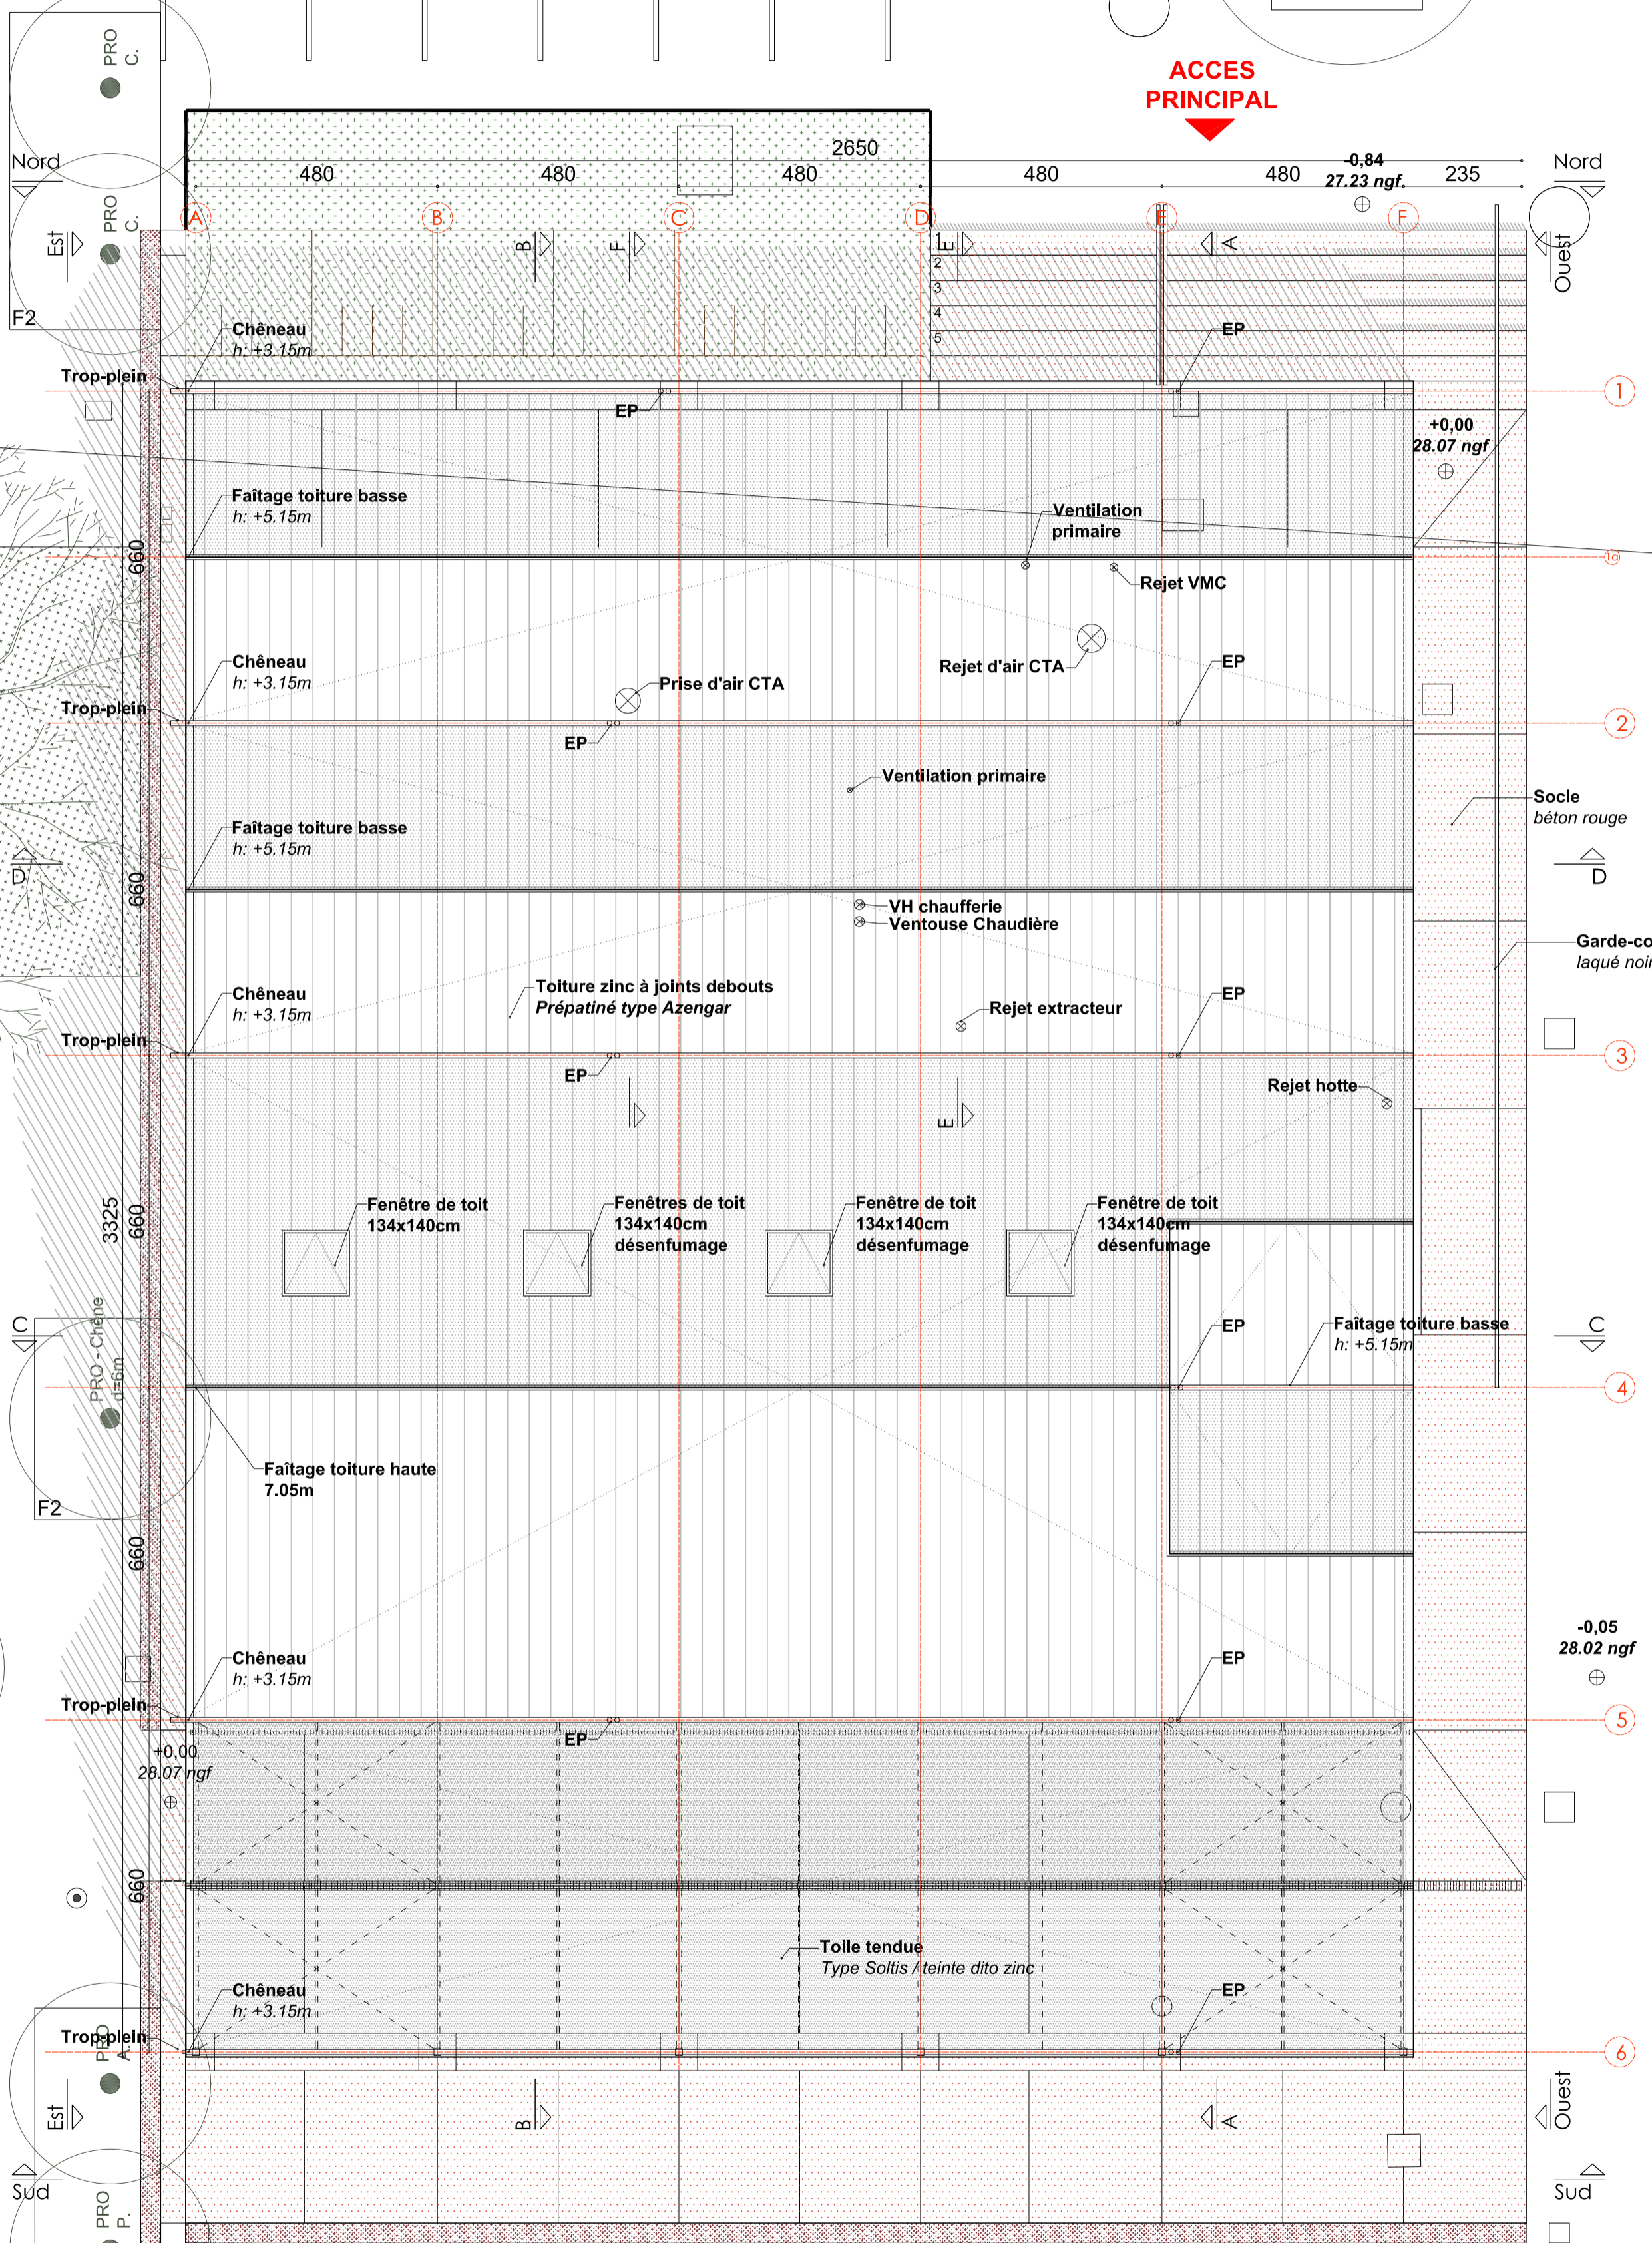 PRO
C.
ACCES
PRINCIPAL
2650
480
480
480
480
480
235
-0,84
27.23 ngf
Nord
Nord
PRO
C.
A
B
C
D
E
F
Est
B
F
E
A
Ouest
1
2
3
4
5
F2
Chêneau
h: +3.15m
EP
Trop-plein
1
EP
+0,00
28.07 ngf
Faîtage toiture basse
h: +5.15m
Ventilation
primaire
660
1a
Rejet VMC
Chêneau
h: +3.15m
EP
Rejet d'air CTA
Prise d'air CTA
Trop-plein
2
EP
Ventilation primaire
Socle
béton rouge
Faîtage toiture basse
h: +5.15m
D
D
660
VH chaufferie
Ventouse Chaudière
Garde-co
laqué noir
Toiture zinc à joints debouts
Prépatiné type Azengar
Chêneau
h: +3.15m
EP
Rejet extracteur
Trop-plein
3
EP
Rejet hotte
E
3325
660
Fenêtre de toit
134x140cm
Fenêtres de toit
134x140cm
désenfumage
Fenêtre de toit
134x140cm
désenfumage
Fenêtre de toit
134x140cm
désenfumage
C
C
EP
Faîtage toiture basse
h: +5.15m
PRO - Chêne
d=6m
4
Faîtage toiture haute
7.05m
F2
660
Chêneau
h: +3.15m
EP
-0,05
28.02 ngf
Trop-plein
5
EP
+0,00
28.07 ngf
660
Toile tendue
Type Soltis / teinte dito zinc
Chêneau
h: +3.15m
EP
Trop-plein
PRO
A.
6
Est
B
A
Ouest
Sud
Sud
PRO
P.